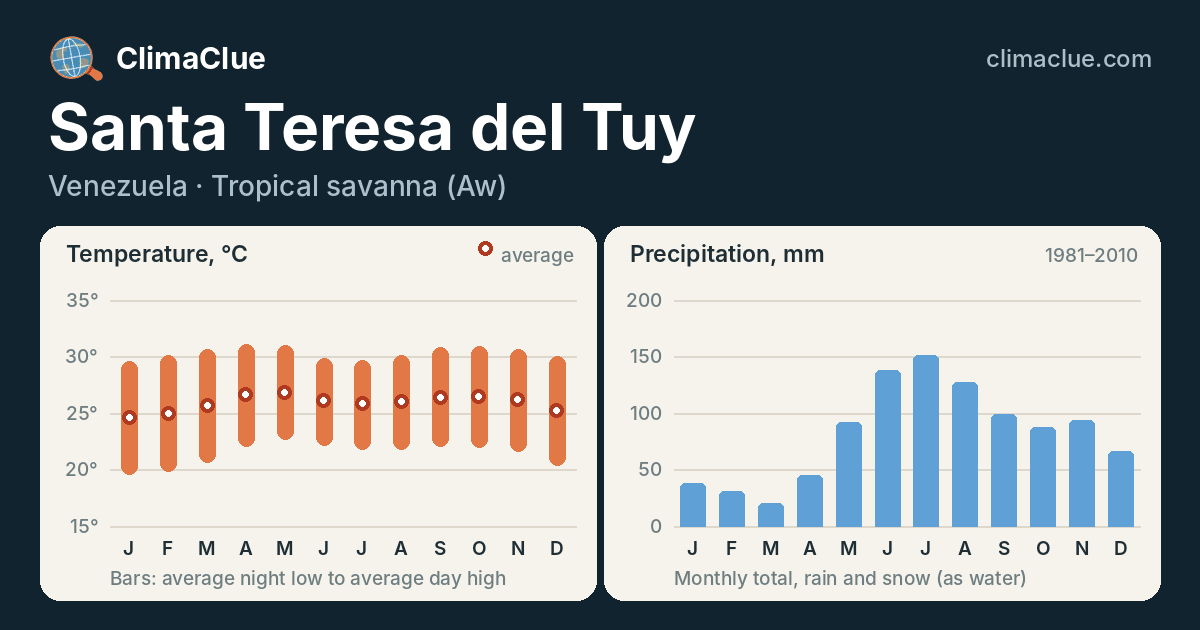 ClimaClue
climaclue.com
Santa Teresa del Tuy
Venezuela · Tropical savanna (Aw)
Temperature, °C
average
35°
30°
25°
20°
15°
J F M A M J J A S O N D
Bars: average night low to average day high
Precipitation, mm
1981–2010
200
150
100
50
0
J F M A M J J A S O N D
Monthly total, rain and snow (as water)